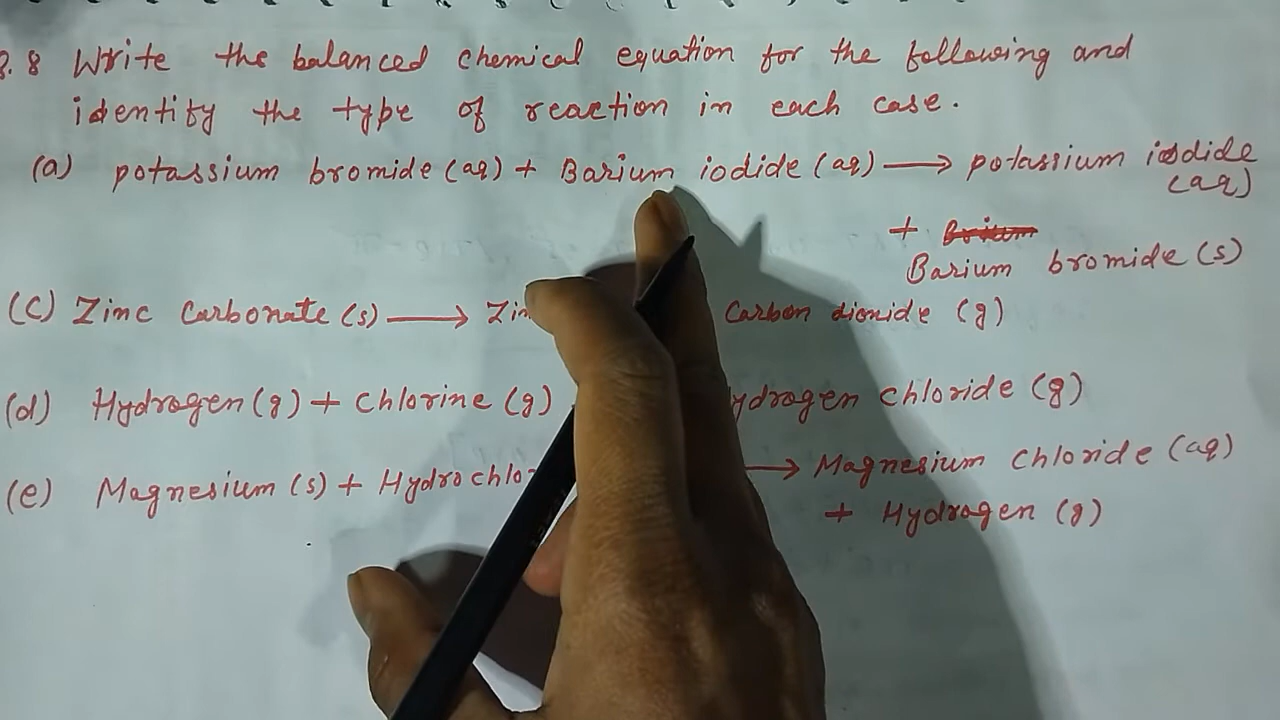 8 Write the balanced chemical equation for the following and
identify the type of reaction in each case.
(a) potassium bromide (aq) + Barium iodide (aq) ⟶ potassium iodide
(aq)
+
Barium bromide (s)
(C) Zinc Carbonate (s) ⟶ Carbon dioxide (g)
(d) Hydrogen (g) + Chlorine (g) chloride (g)
(e) Magnesium (s) + ⟶ Magnesium Chloride (aq)
+ Hydrogen (g)